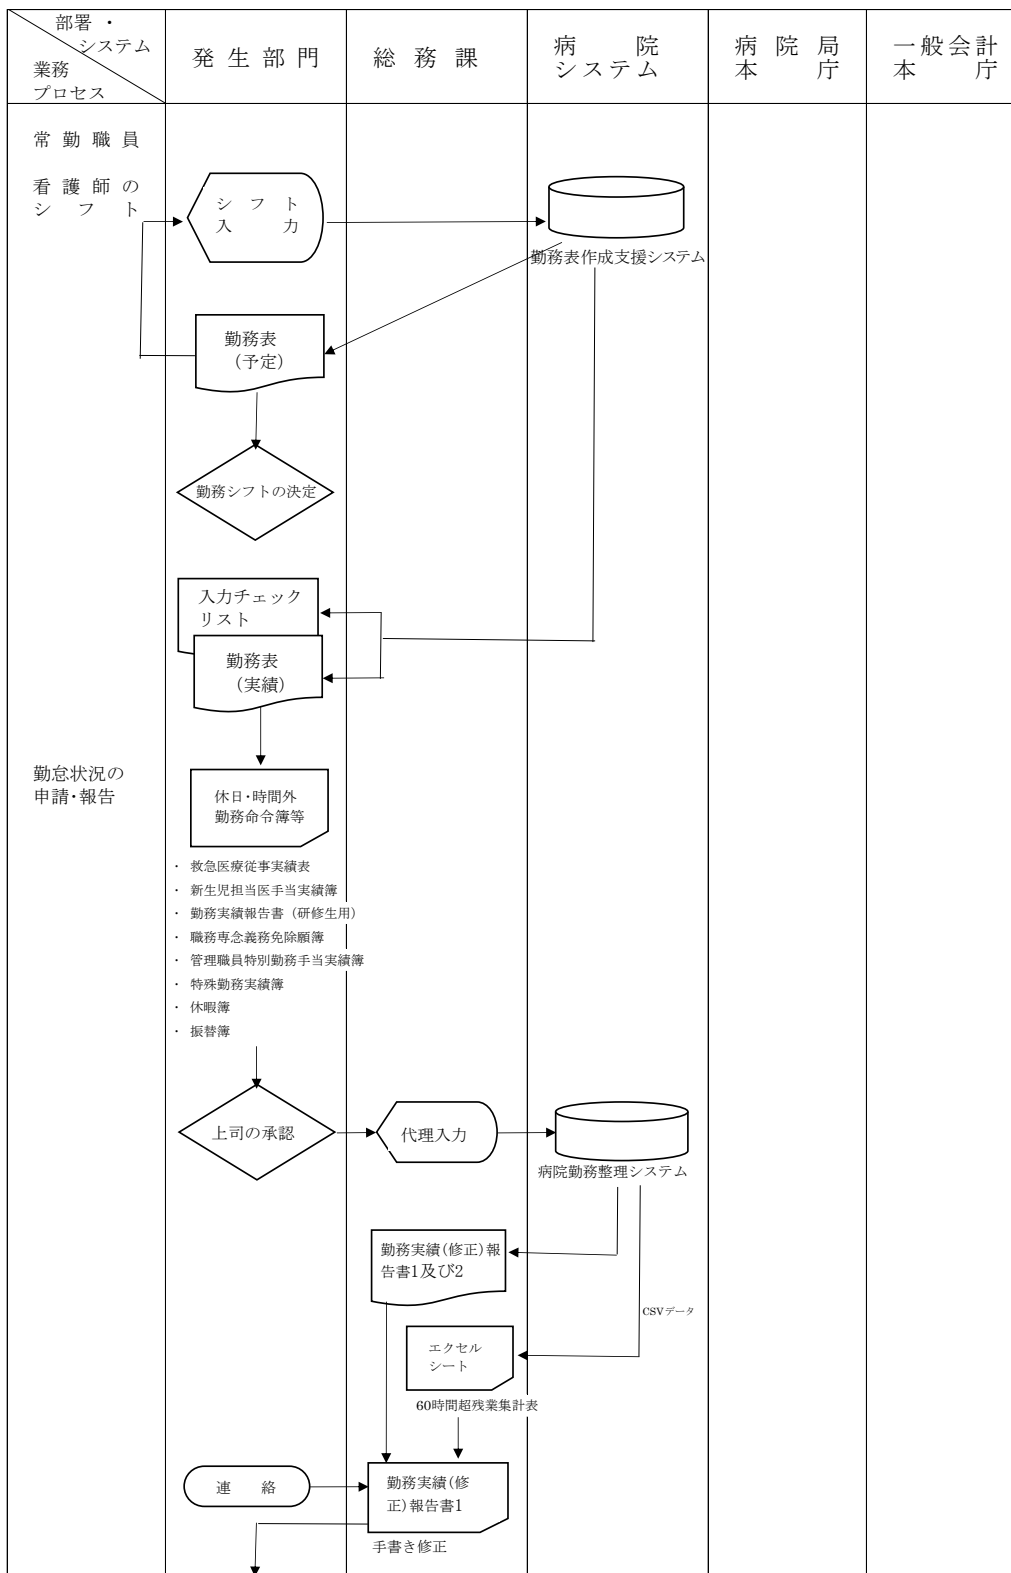 部署・
システム
業務
プロセス
発生部門
総務課
病院
システム
病院局
本庁
一般会計
本庁
常勤職員
看護師の
シフト
シフト
入力
勤務表作成支援システム
勤務表
（予定）
勤務シフトの決定
入力チェック
リスト
勤務表
（実績）
勤怠状況の
申請・報告
休日・時間外
勤務命令簿等
・ 救急医療従事実績表
・ 新生児担当医手当実績簿
・ 勤務実績報告書（研修生用）
・ 職務専念義務免除願簿
・ 管理職員特別勤務手当実績簿
・ 特殊勤務実績簿
・ 休暇簿
・ 振替簿
上司の承認
代理入力
病院勤務整理システム
勤務実績(修正)報
告書1及び2
CSVデータ
エクセル
シート
60時間超残業集計表
連絡
勤務実績(修
正)報告書1
手書き修正